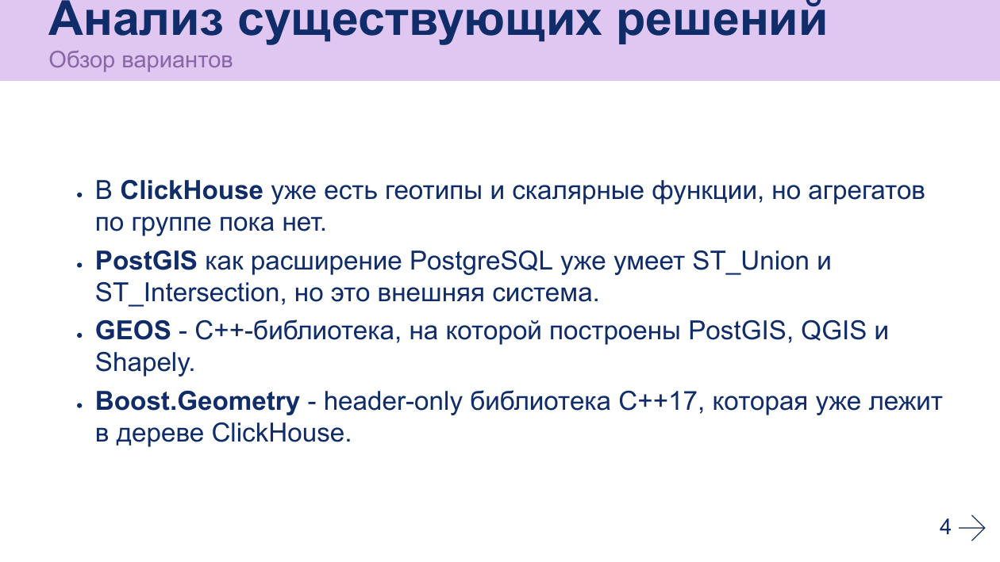 Анализ существующих решений
Обзор вариантов
• В ClickHouse уже есть геотипы и скалярные функции, но агрегатов
по группе пока нет.
• PostGIS как расширение PostgreSQL уже умеет ST_Union и
ST_Intersection, но это внешняя система.
• GEOS - C++-библиотека, на которой построены PostGIS, QGIS и
Shapely.
• Boost.Geometry - header-only библиотека C++17, которая уже лежит
в дереве ClickHouse.
4